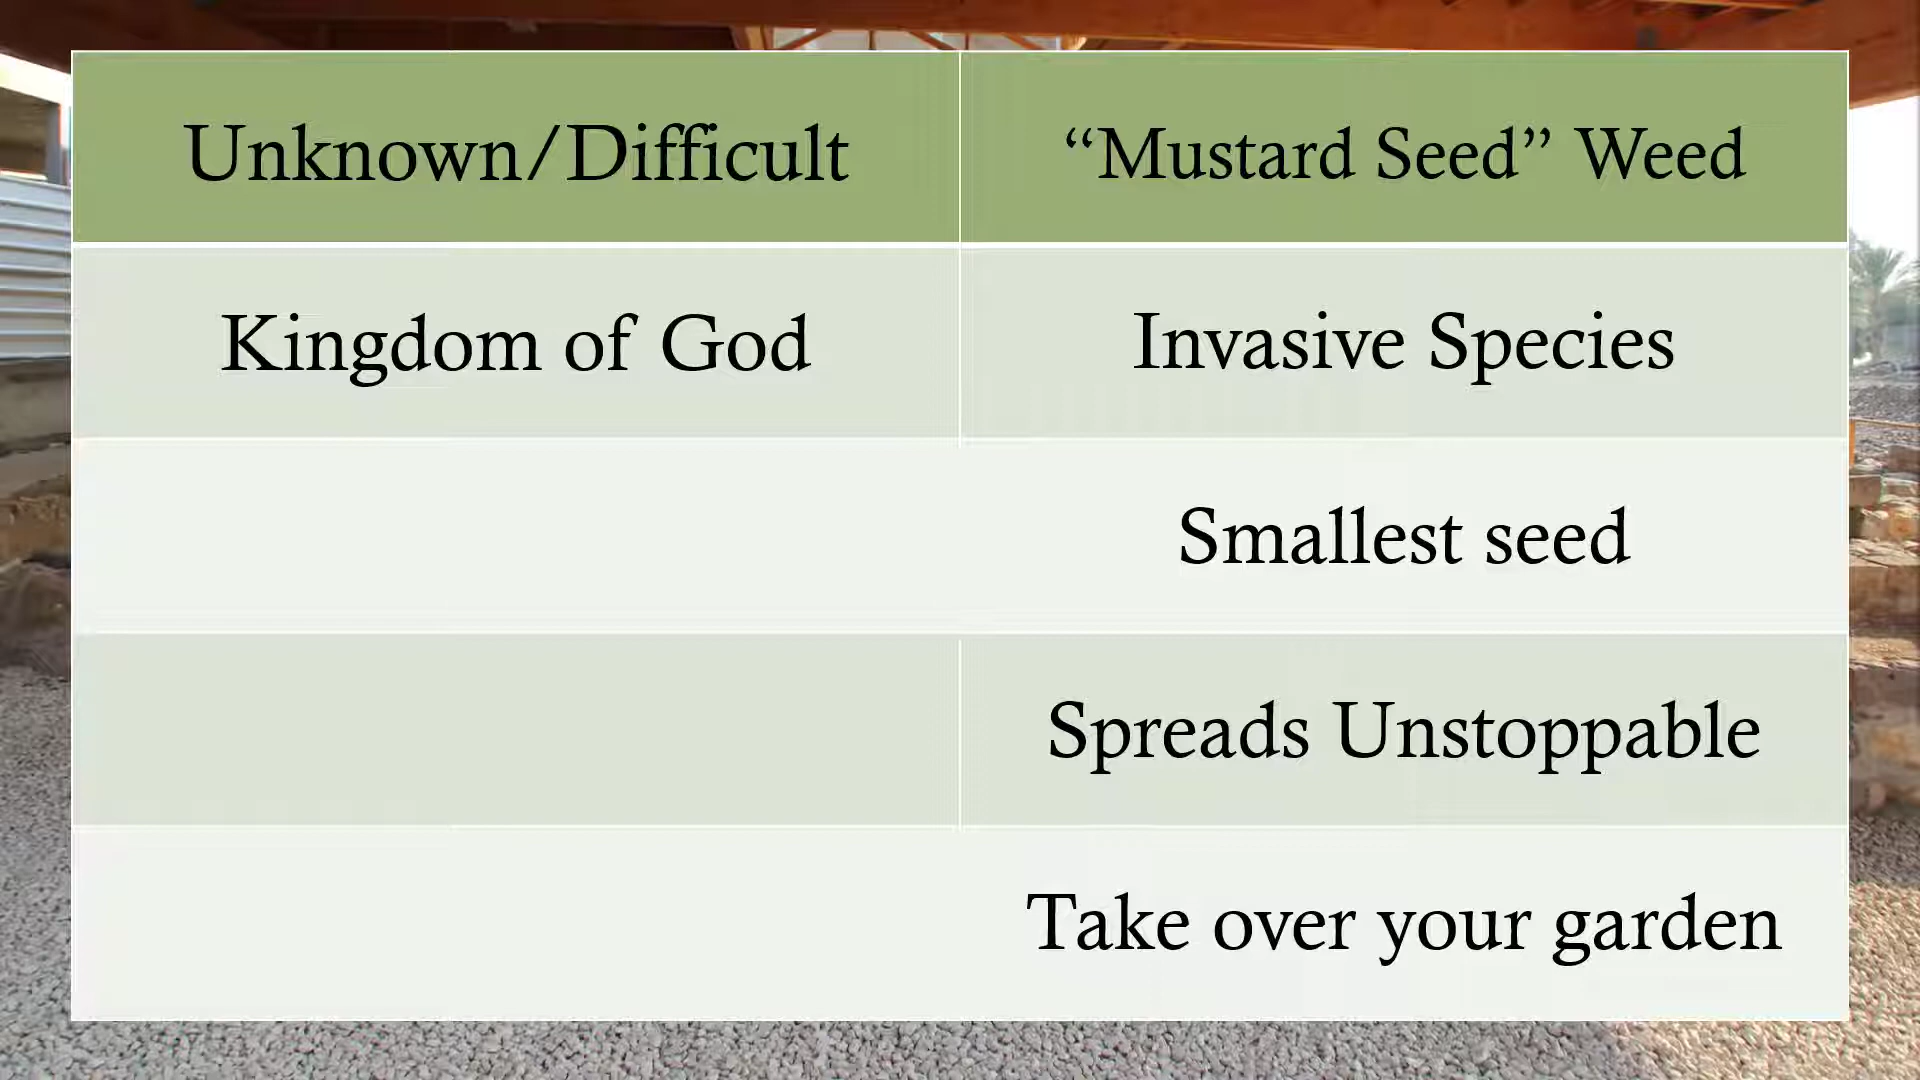 Unknown/Difficult
“Mustard Seed” Weed
Kingdom of God
Invasive Species
Smallest seed
Spreads Unstoppable
Take over your garden